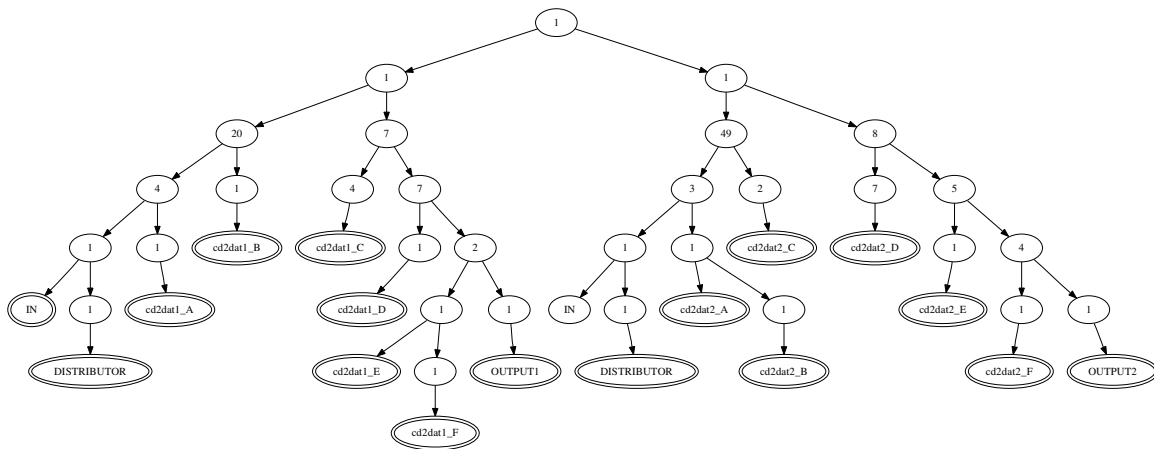 1
1 1
20 7 49 8
4 1 4 7 3 2 7 5
1 1 cd2dat1_B cd2dat1_C 1 2 1 1 cd2dat2_C cd2dat2_D 1 4
IN 1 cd2dat1_A cd2dat1_D 1 1 IN 1 cd2dat2_A 1 cd2dat2_E 1 1
DISTRIBUTOR cd2dat1_E 1 OUTPUT1 DISTRIBUTOR cd2dat2_B cd2dat2_F OUTPUT2
cd2dat1_F